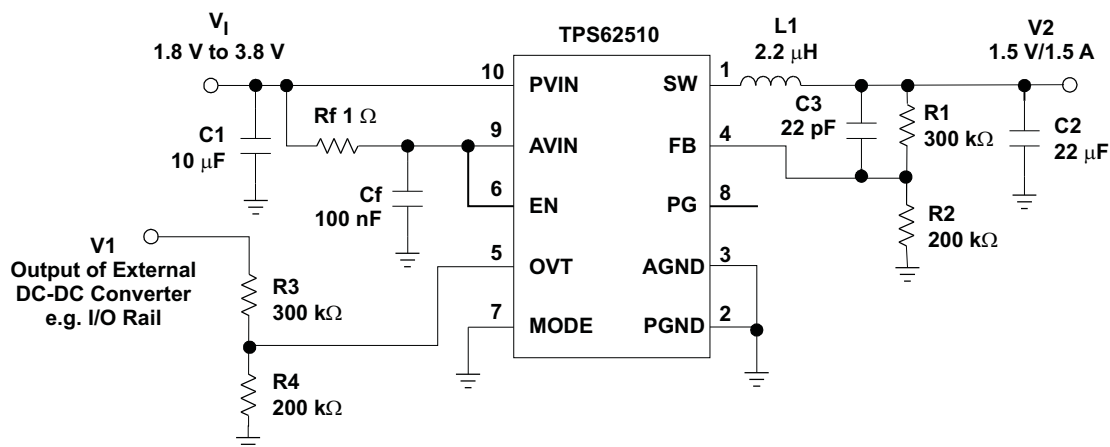 V_I
1.8 V to 3.8 V
TPS62510
L1
2.2 μH
V2
1.5 V/1.5 A
10
PVIN
SW
1
C1
10 μF
Rf 1 Ω
9
AVIN
FB
4
C3
22 pF
R1
300 kΩ
C2
22 μF
Cf
100 nF
6
EN
PG
8
R2
200 kΩ
V1
Output of External
DC-DC Converter
e.g. I/O Rail
5
OVT
AGND
3
R3
300 kΩ
7
MODE
PGND
2
R4
200 kΩ